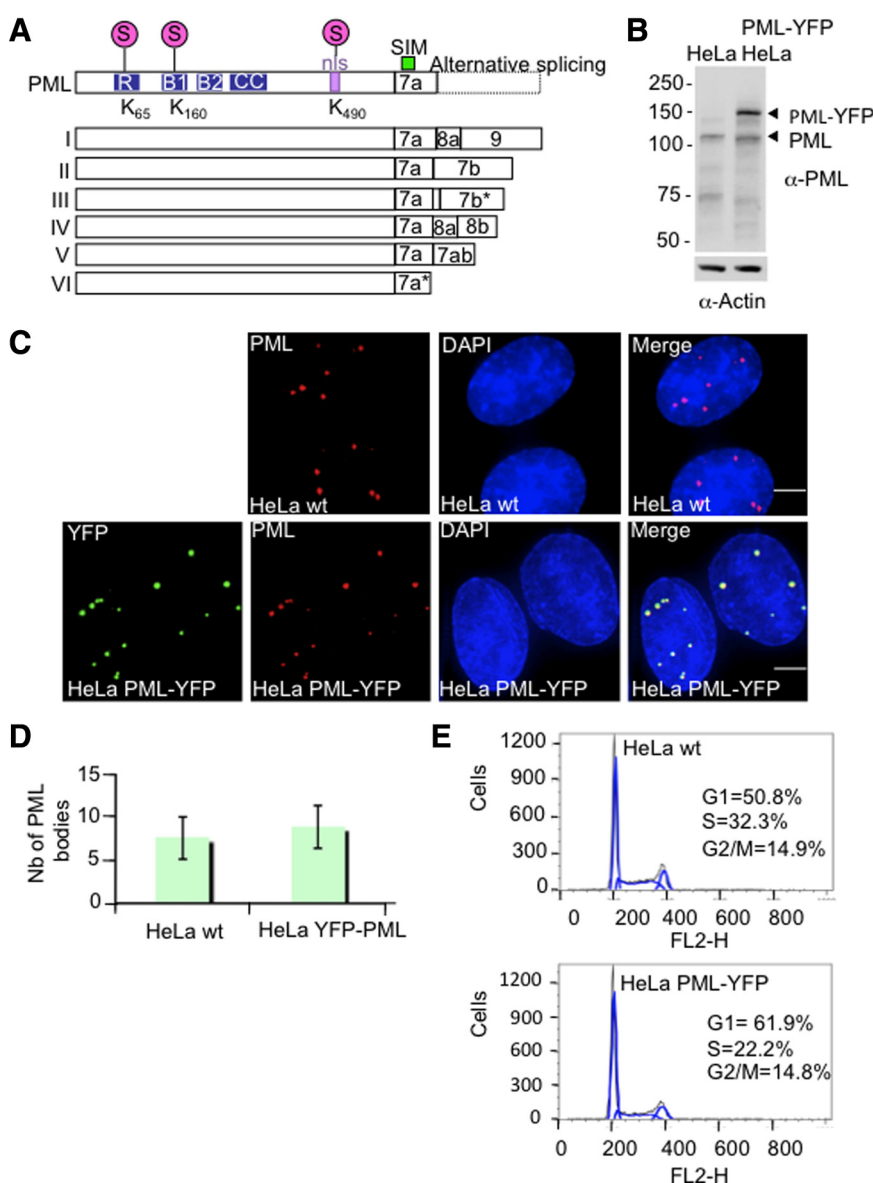 A
S S S
SIM
nls
Alternative splicing
PML R B1 B2 CC 7a
K65 K160 K490
I 7a 8a 9
II 7a 7b
III 7a 7b*
IV 7a 8a 8b
V 7a 7ab
VI 7a*
B
PML-YFP
HeLa HeLa
250 -
150 - PML-YFP
100 - PML
α-PML
75 -
50 -
α-Actin
C
PML DAPI Merge
HeLa wt HeLa wt HeLa wt
YFP PML DAPI Merge
HeLa PML-YFP HeLa PML-YFP HeLa PML-YFP HeLa PML-YFP
D
Nb of PML
bodies
15
10
5
0
HeLa wt HeLa YFP-PML
E
Cells
1200
900
600
300
0
HeLa wt
G1=50.8%
S=32.3%
G2/M=14.9%
0 200 400 600 800
FL2-H
Cells
1200
900
600
300
0
HeLa PML-YFP
G1= 61.9%
S=22.2%
G2/M=14.8%
0 200 400 600 800
FL2-H